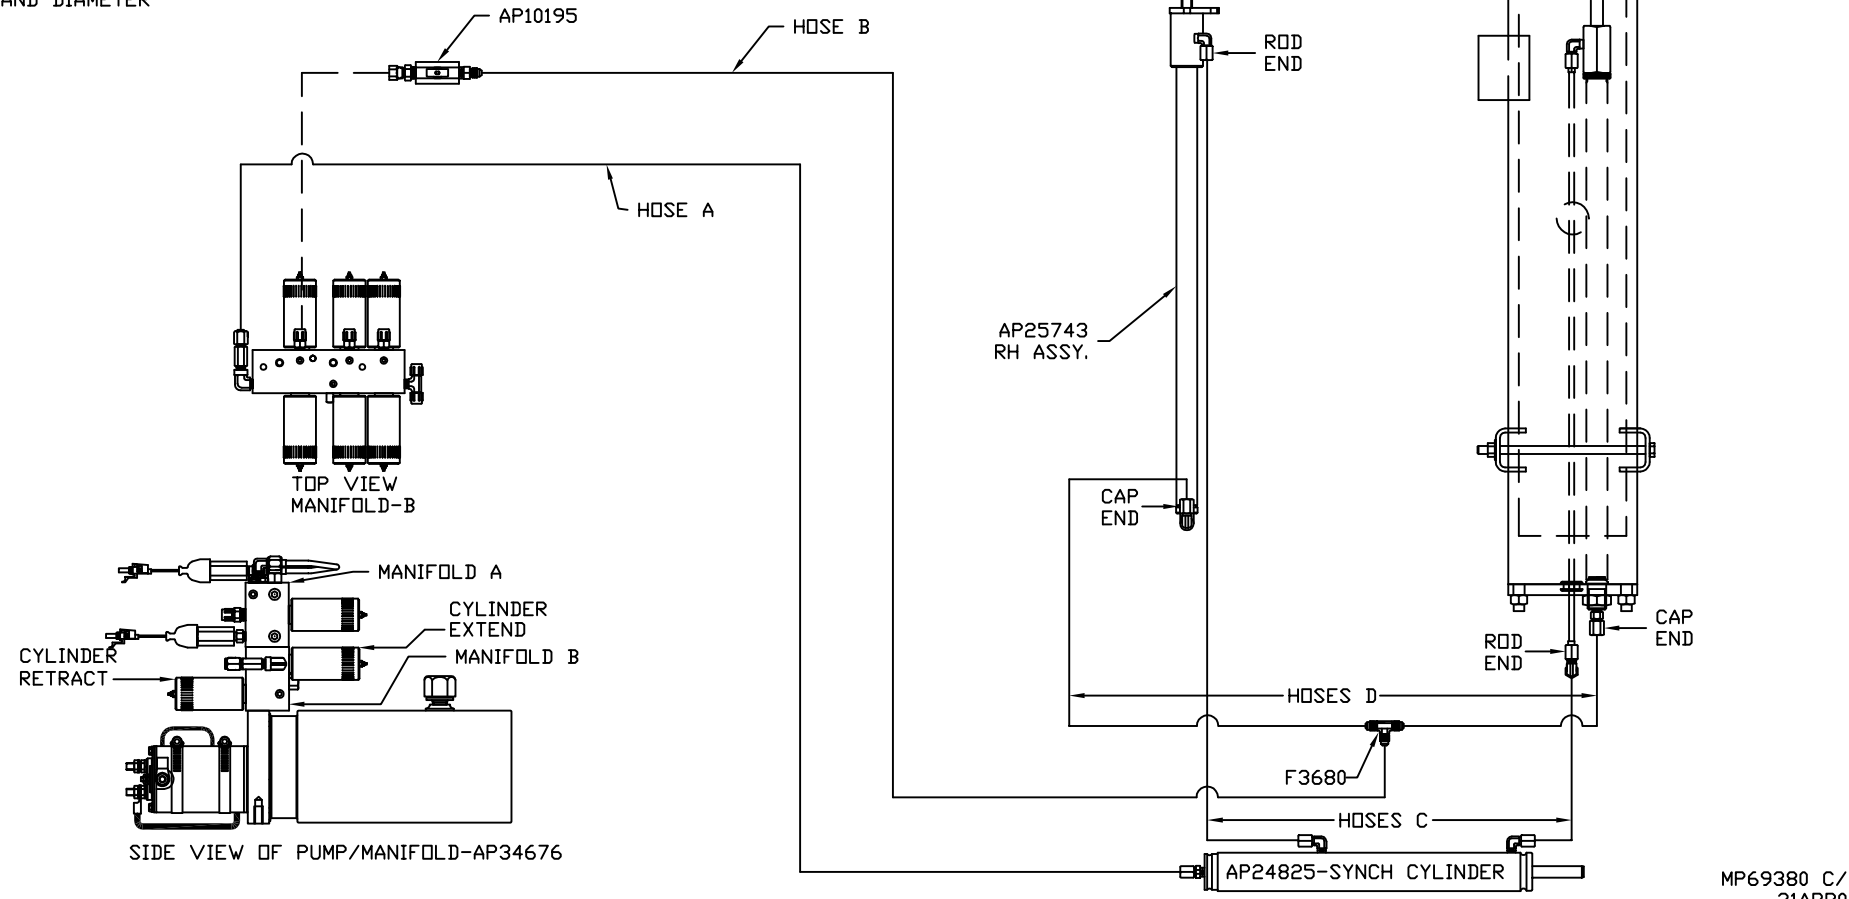 AND DIAMETER
AP10195
HOSE B
ROD
END
HOSE A
AP25743
RH ASSY.
TOP VIEW
MANIFOLD-B
CAP
END
MANIFOLD A
CYLINDER
EXTEND
MANIFOLD B
CYLINDER
RETRACT
CAP
END
ROD
END
HOSES D
F3680
HOSES C
SIDE VIEW OF PUMP/MANIFOLD-AP34676
AP24825-SYNCH CYLINDER
MP69380 C/